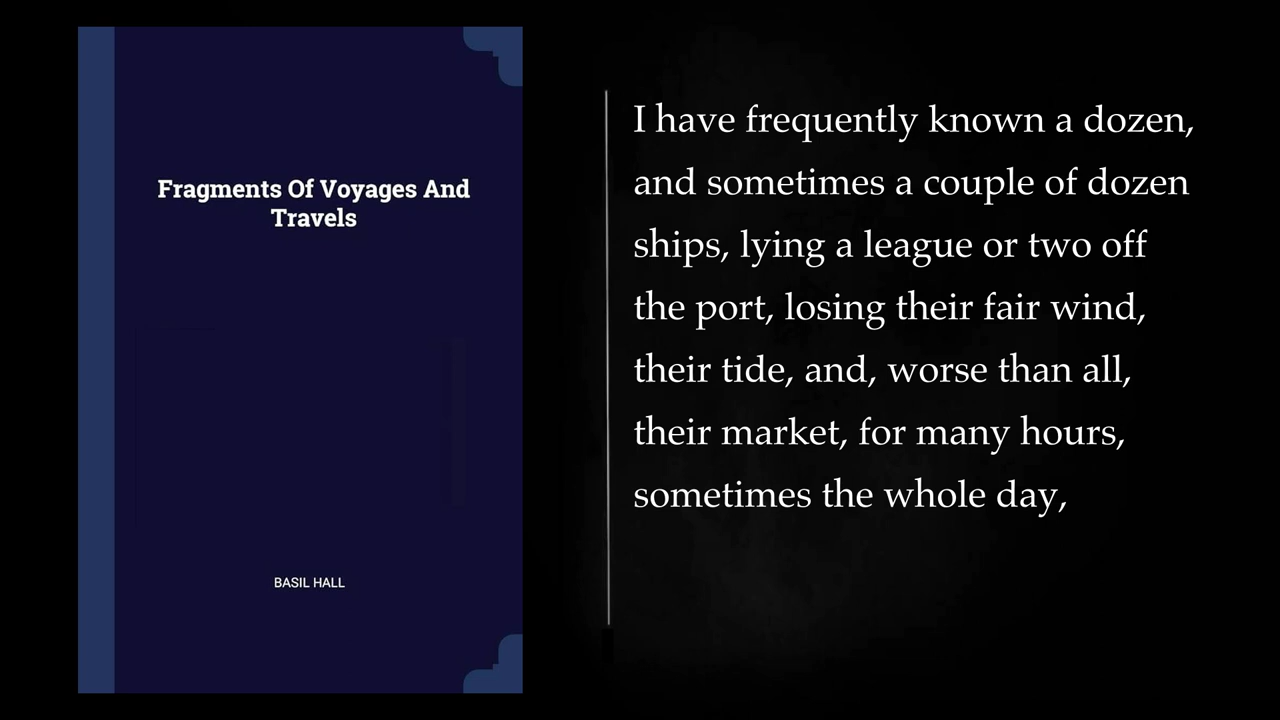 Fragments Of Voyages And
Travels
BASIL HALL
I have frequently known a dozen,
and sometimes a couple of dozen
ships, lying a league or two off
the port, losing their fair wind,
their tide, and, worse than all,
their market, for many hours,
sometimes the whole day,